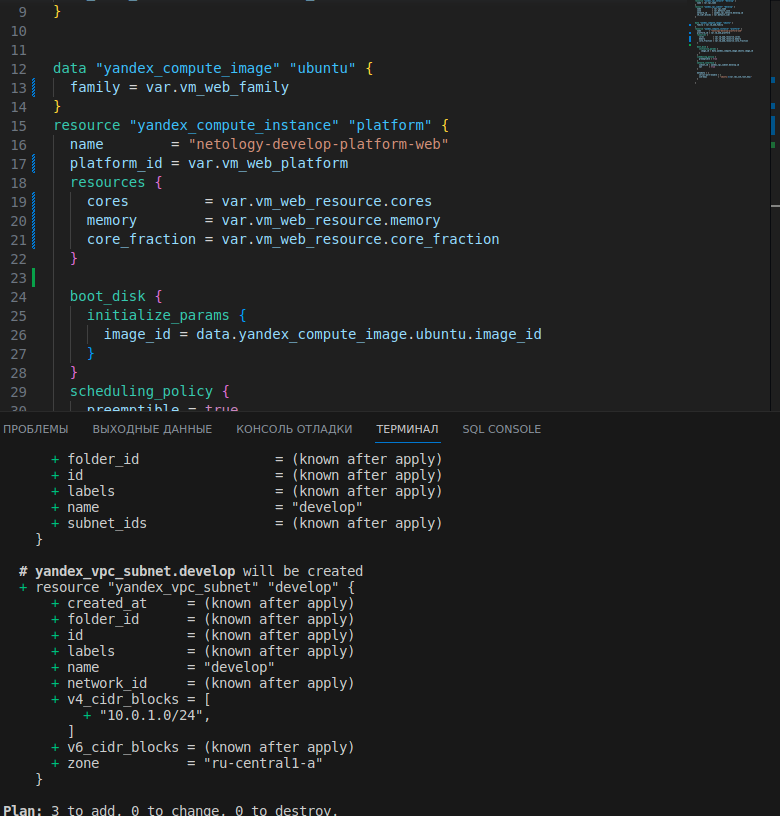 9 }
10
11
12 data "yandex_compute_image" "ubuntu" {
13   family = var.vm_web_family
14 }
15 resource "yandex_compute_instance" "platform" {
16   name        = "netology-develop-platform-web"
17   platform_id = var.vm_web_platform
18   resources {
19     cores         = var.vm_web_resource.cores
20     memory        = var.vm_web_resource.memory
21     core_fraction = var.vm_web_resource.core_fraction
22   }
23
24   boot_disk {
25     initialize_params {
26       image_id = data.yandex_compute_image.ubuntu.image_id
27     }
28   }
29   scheduling_policy {
30     preemptible = true
ПРОБЛЕМЫ ВЫХОДНЫЕ ДАННЫЕ КОНСОЛЬ ОТЛАДКИ ТЕРМИНАЛ SQL CONSOLE
      + folder_id                 = (known after apply)
      + id                        = (known after apply)
      + labels                    = (known after apply)
      + name                      = "develop"
      + subnet_ids                = (known after apply)
    }
  # yandex_vpc_subnet.develop will be created
  + resource "yandex_vpc_subnet" "develop" {
      + created_at     = (known after apply)
      + folder_id      = (known after apply)
      + id             = (known after apply)
      + labels         = (known after apply)
      + name           = "develop"
      + network_id     = (known after apply)
      + v4_cidr_blocks = [
          + "10.0.1.0/24",
        ]
      + v6_cidr_blocks = (known after apply)
      + zone           = "ru-central1-a"
    }
Plan: 3 to add, 0 to change, 0 to destroy.